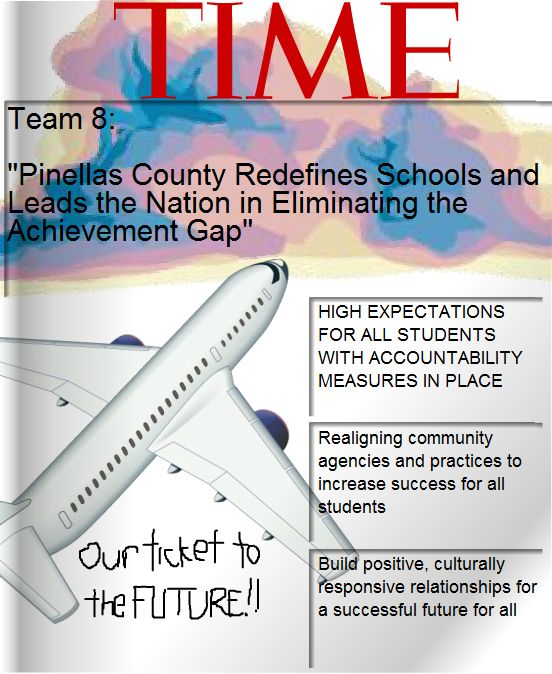 TIME
Team 8:
"Pinellas County Redefines Schools and
Leads the Nation in Eliminating the
Achievement Gap"
HIGH EXPECTATIONS
FOR ALL STUDENTS
WITH ACCOUNTABILITY
MEASURES IN PLACE
Realigning community
agencies and practices to
increase success for all
students
Our ticket to
the FUTURE!!
Build positive, culturally
responsive relationships for
a successful future for all